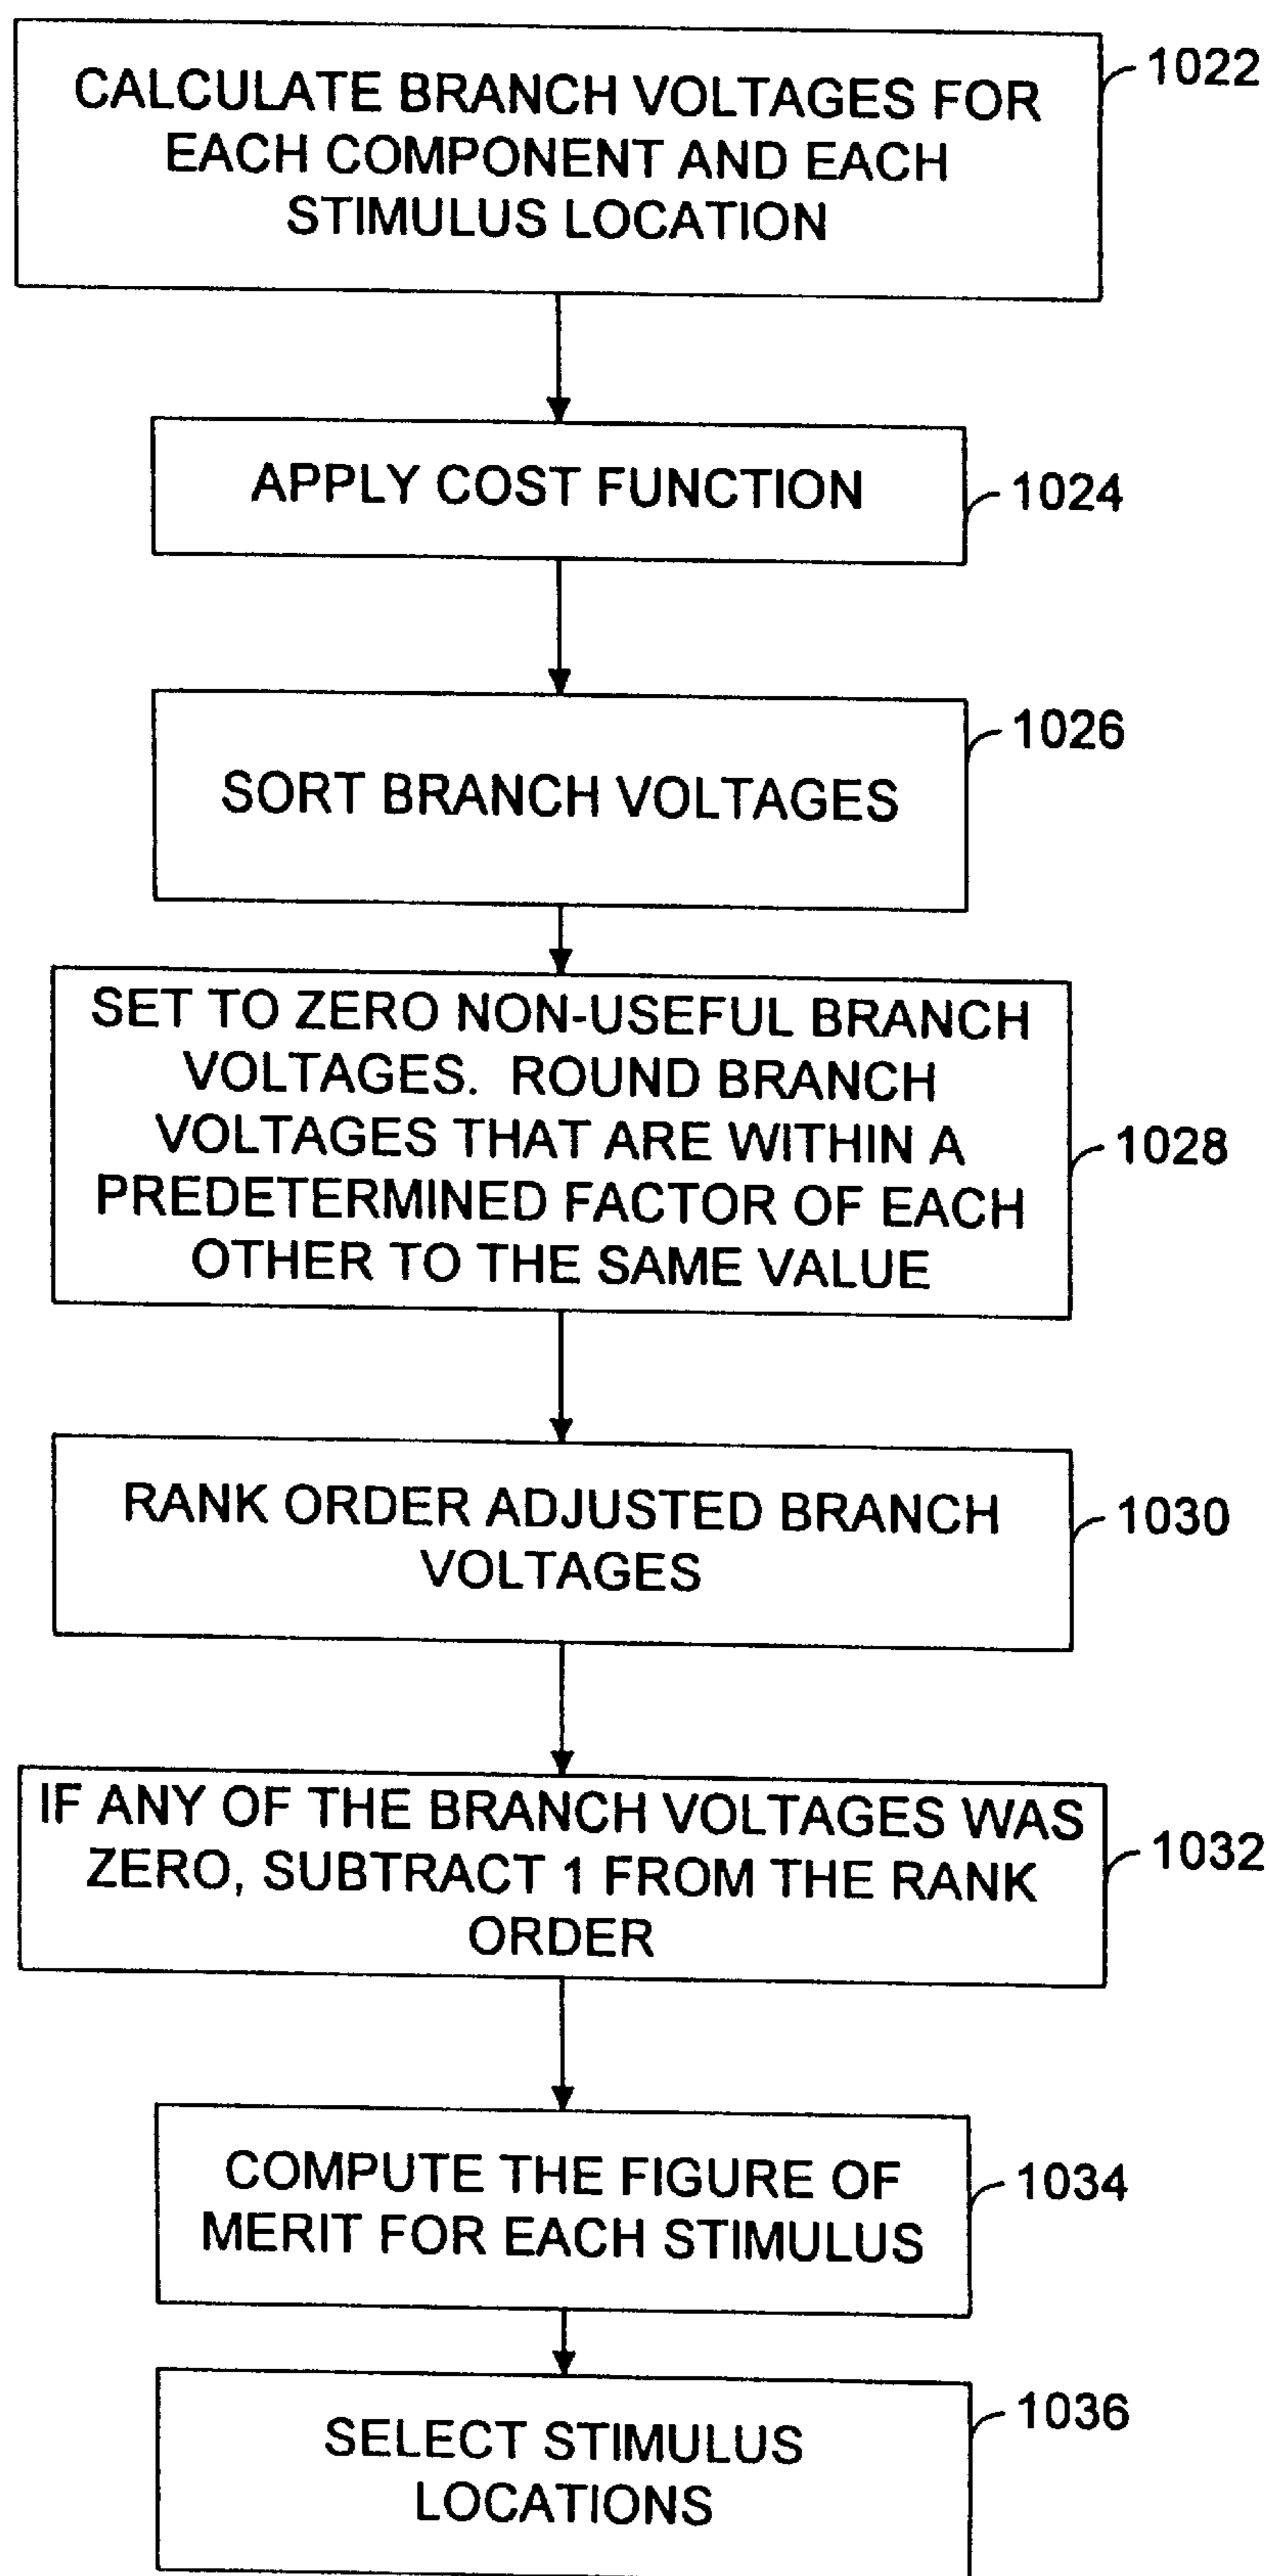 CALCULATE BRANCH VOLTAGES FOR
EACH COMPONENT AND EACH
STIMULUS LOCATION
1022
APPLY COST FUNCTION
1024
SORT BRANCH VOLTAGES
1026
SET TO ZERO NON-USEFUL BRANCH
VOLTAGES. ROUND BRANCH
VOLTAGES THAT ARE WITHIN A
PREDETERMINED FACTOR OF EACH
OTHER TO THE SAME VALUE
1028
RANK ORDER ADJUSTED BRANCH
VOLTAGES
1030
IF ANY OF THE BRANCH VOLTAGES WAS
ZERO, SUBTRACT 1 FROM THE RANK
ORDER
1032
COMPUTE THE FIGURE OF
MERIT FOR EACH STIMULUS
1034
SELECT STIMULUS
LOCATIONS
1036